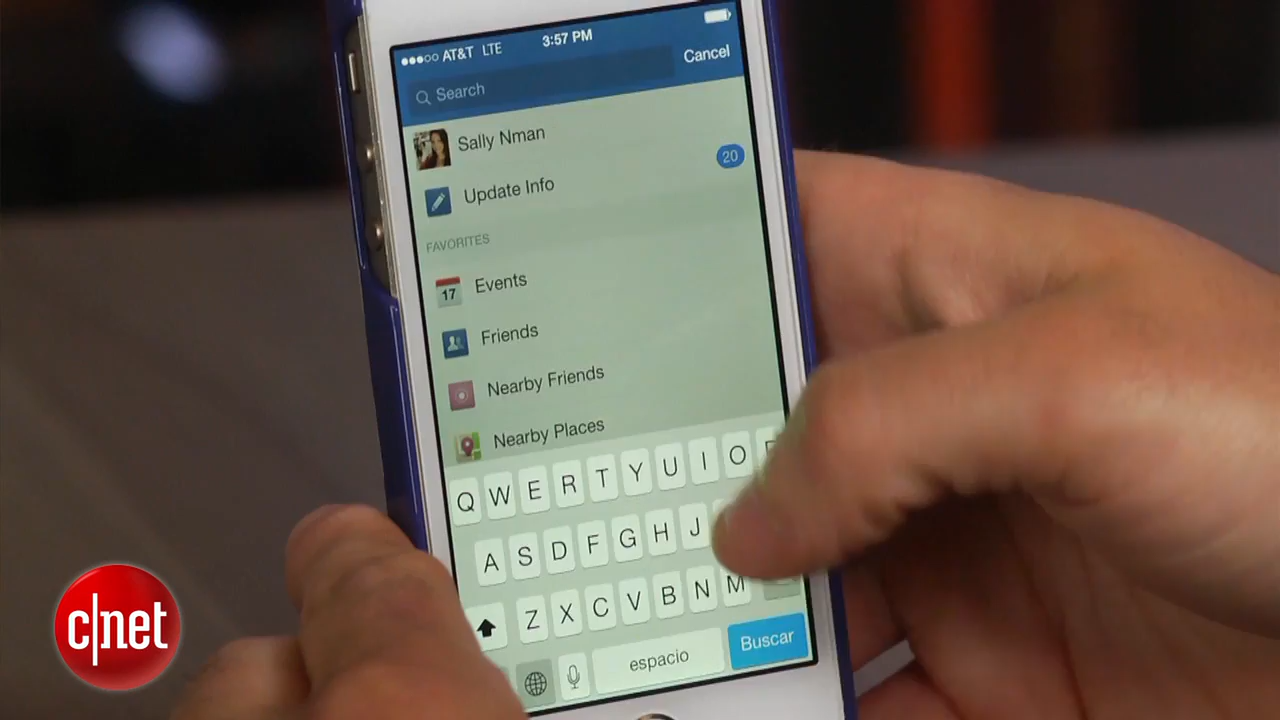 AT&T LTE 3:57 PM
Search Cancel
Sally Nman
Update Info 20
FAVORITES
17 Events
Friends
Nearby Friends
Nearby Places
Q W E R T Y U I O
A S D F G H J
Z X C V B N M
espacio Buscar
c|net